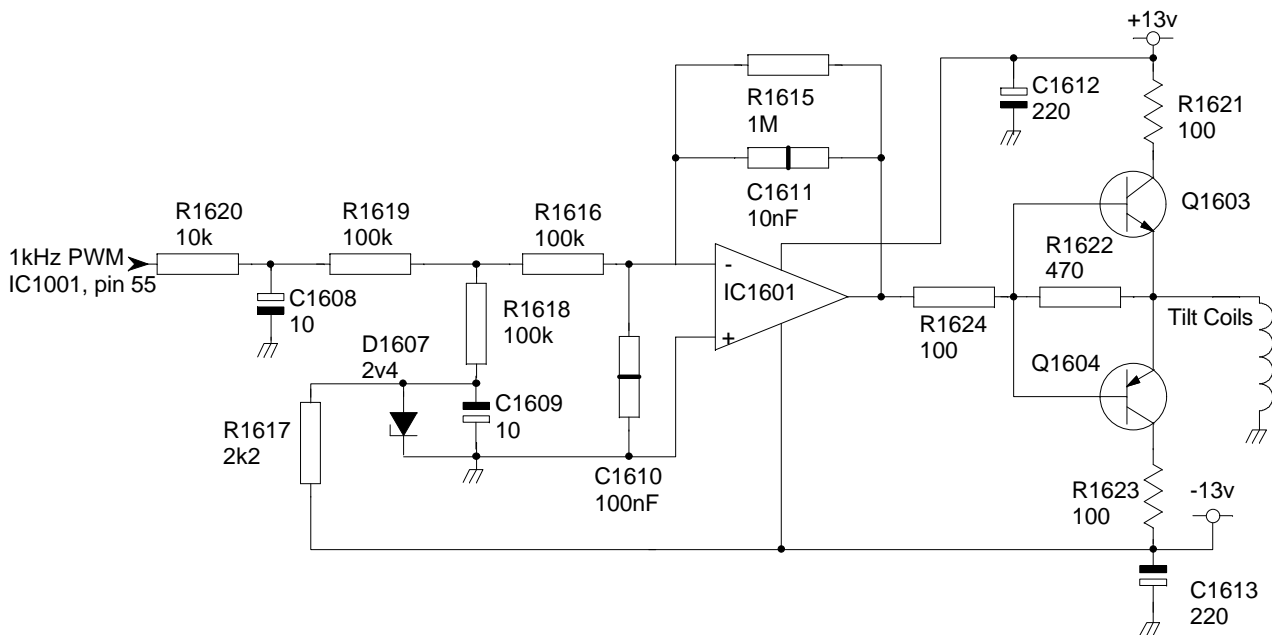 +13v
C1612
220
R1621
100
R1615
1M
C1611
10nF
Q1603
R1620
10k
R1619
100k
R1616
100k
1kHz PWM
IC1001, pin 55
C1608
10
R1618
100k
-
IC1601
+
R1622
470
Tilt Coils
R1624
100
Q1604
D1607
2v4
C1609
10
R1617
2k2
C1610
100nF
R1623
100
-13v
C1613
220